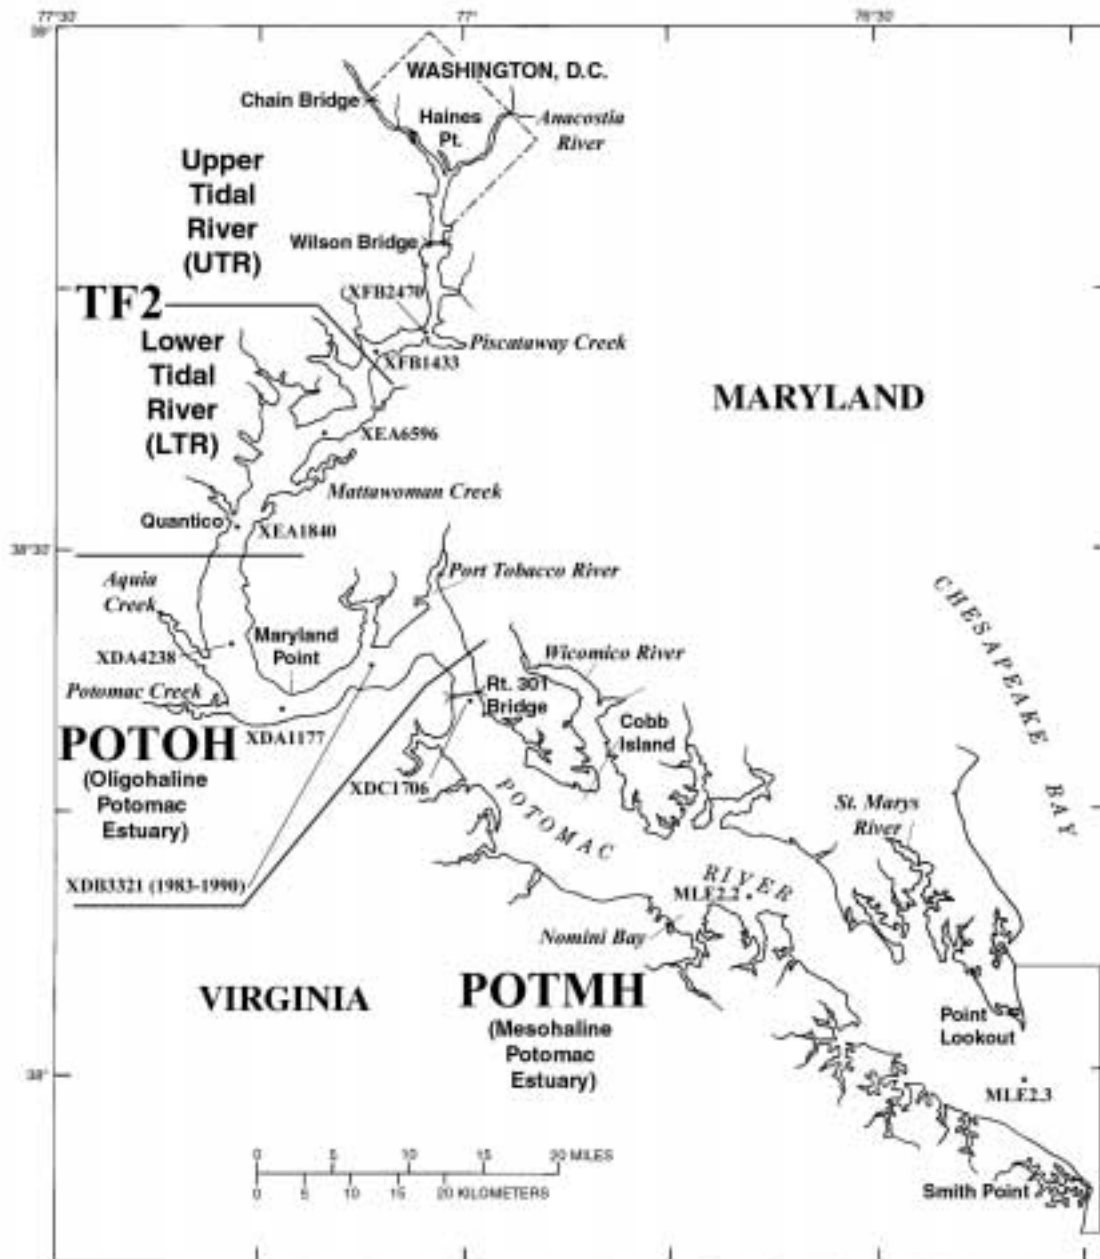 77°30'
77°
76°30'
39°
WASHINGTON, D.C.
Chain Bridge
Haines
Pt.
Anacostia
River
Upper
Tidal
River
(UTR)
Wilson Bridge
XFB2470
TF2
Piscataway Creek
Lower
Tidal
River
(LTR)
XFB1433
MARYLAND
XEA6596
Mattawoman Creek
Quantico
XEA1840
38°30'
Aquia
Creek
Port Tobacco River
CHESAPEAKE BAY
Maryland
Point
XDA4238
Wicomico River
Potomac Creek
Rt. 301
Bridge
Cobb
Island
POTOH
XDA1177
(Oligohaline
Potomac
Estuary)
XDC1706
POTOMAC
RIVER
St. Marys
River
XDB3321 (1983-1990)
MLE2.2
Nomini Bay
VIRGINIA
POTMH
(Mesohaline
Potomac
Estuary)
Point
Lookout
38°
MLE2.3
0 5 10 15 20 MILES
0 5 10 15 20 KILOMETERS
Smith Point